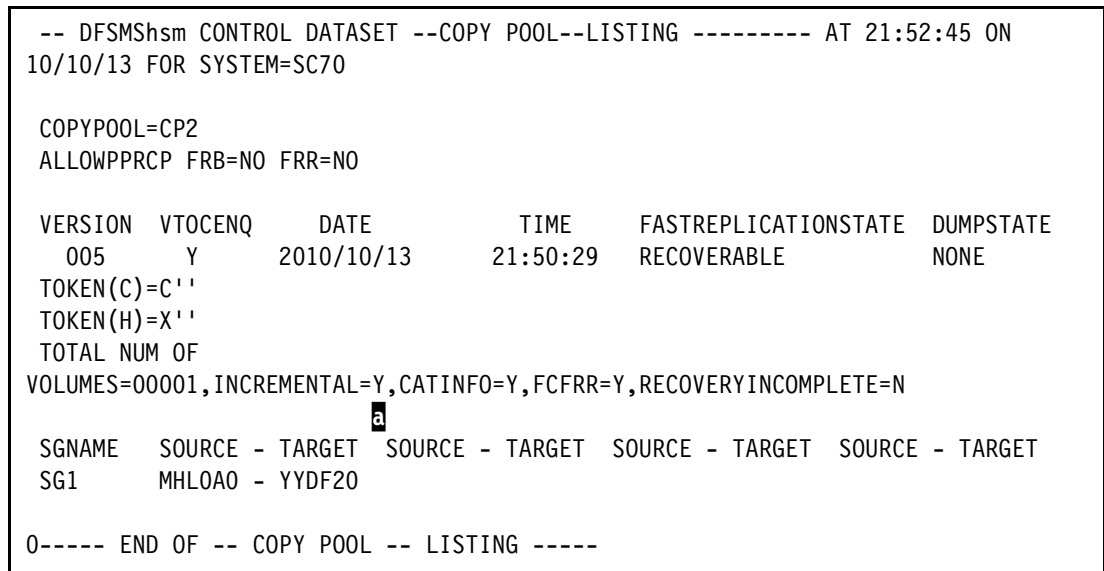 -- DFSMShsm CONTROL DATASET --COPY POOL--LISTING --------- AT 21:52:45 ON
10/10/13 FOR SYSTEM=SC70
COPYPOOL=CP2
ALLOWPPRCP FRB=NO FRR=NO
VERSION VTOCENQ DATE TIME FASTREPLICATIONSTATE DUMPSTATE
005 Y 2010/10/13 21:50:29 RECOVERABLE NONE
TOKEN(C)=C''
TOKEN(H)=X''
TOTAL NUM OF
VOLUMES=00001,INCREMENTAL=Y,CATINFO=Y,FCFRR=Y,RECOVERYINCOMPLETE=N
a
SGNAME SOURCE - TARGET SOURCE - TARGET SOURCE - TARGET SOURCE - TARGET
SG1 MHL0A0 - YYDF20
0----- END OF -- COPY POOL -- LISTING -----